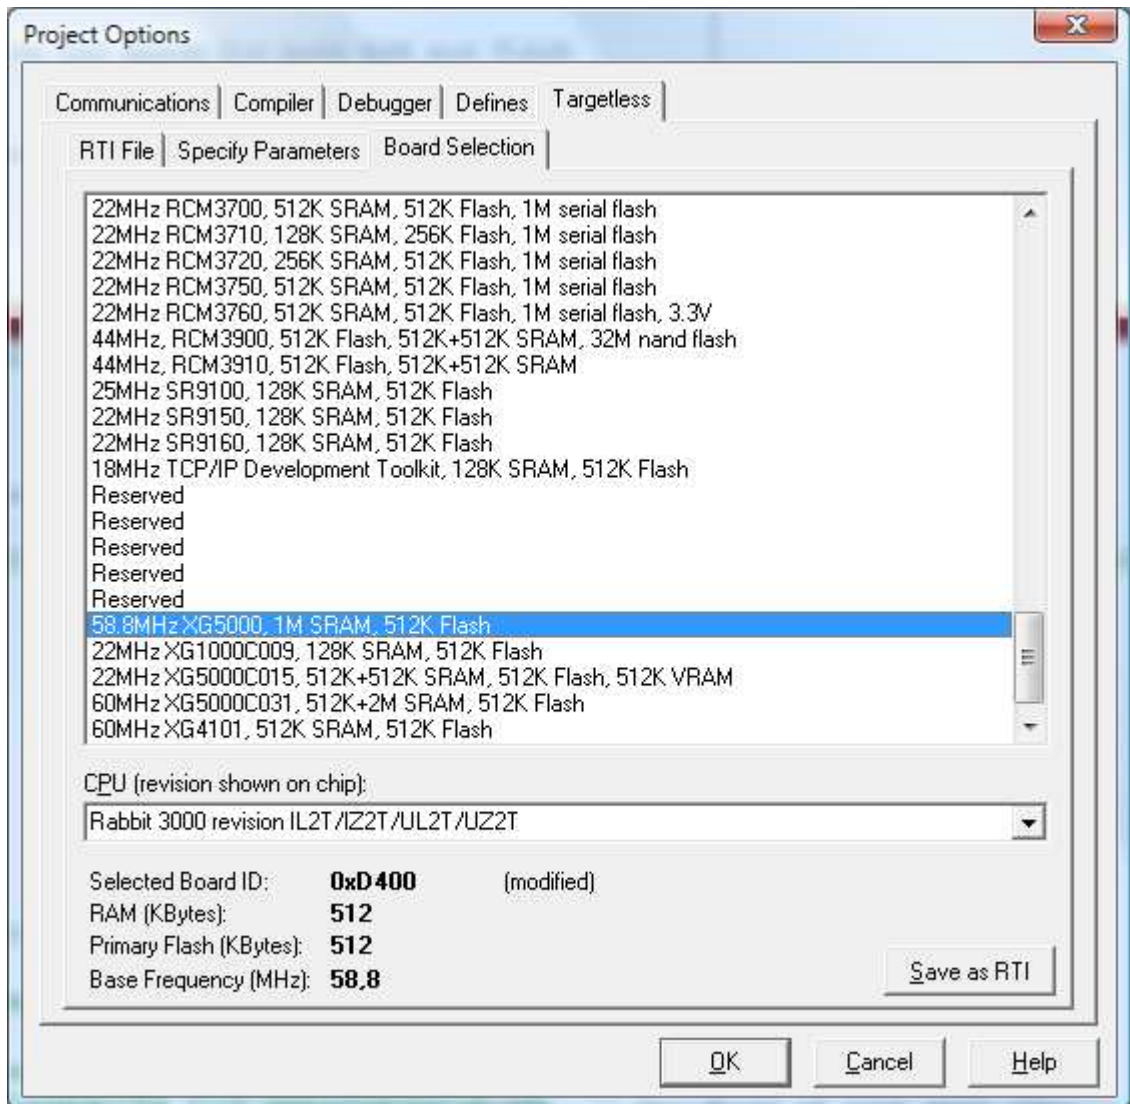 Project Options
Communications Compiler Debugger Defines Targetless
RTI File Specify Parameters Board Selection
22MHz RCM3700, 512K SRAM, 512K Flash, 1M serial flash
22MHz RCM3710, 128K SRAM, 256K Flash, 1M serial flash
22MHz RCM3720, 256K SRAM, 512K Flash, 1M serial flash
22MHz RCM3750, 512K SRAM, 512K Flash, 1M serial flash
22MHz RCM3760, 512K SRAM, 512K Flash, 1M serial flash, 3.3V
44MHz, RCM3900, 512K Flash, 512K+512K SRAM, 32M nand flash
44MHz, RCM3910, 512K Flash, 512K+512K SRAM
25MHz SR9100, 128K SRAM, 512K Flash
22MHz SR9150, 128K SRAM, 512K Flash
22MHz SR9160, 128K SRAM, 512K Flash
18MHz TCP/IP Development Toolkit, 128K SRAM, 512K Flash
Reserved
Reserved
Reserved
Reserved
Reserved
58.8MHz XG5000, 1M SRAM, 512K Flash
22MHz XG1000C009, 128K SRAM, 512K Flash
22MHz XG5000C015, 512K+512K SRAM, 512K Flash, 512K VRAM
60MHz XG5000C031, 512K+2M SRAM, 512K Flash
60MHz XG4101, 512K SRAM, 512K Flash
CPU (revision shown on chip):
Rabbit 3000 revision IL2T/IZ2T/UL2T/UZ2T
Selected Board ID: 0xD400 (modified)
RAM (KBytes): 512
Primary Flash (KBytes): 512
Base Frequency (MHz): 58,8
Save as RTI
OK Cancel Help